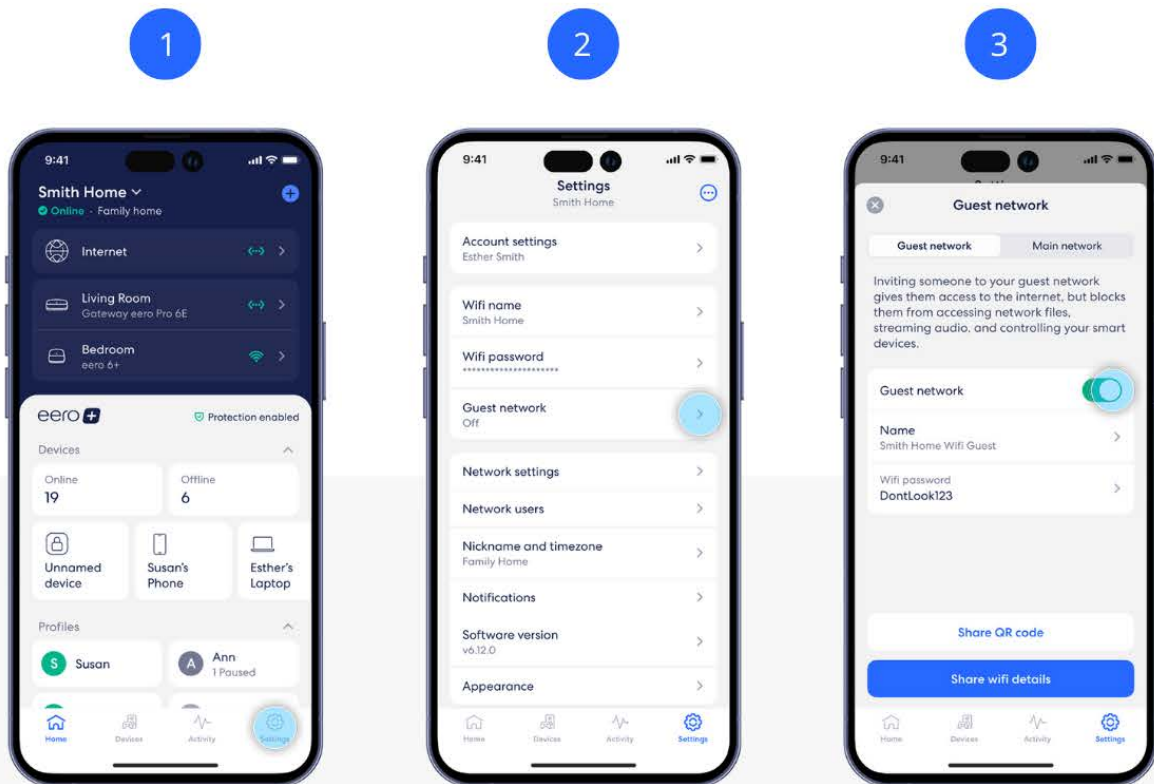 1
2
3
9:41
Smith Home
Online · Family home
Internet
Living Room
Gateway eero Pro 6E
Bedroom
eero 6+
eero+
Protection enabled
Devices
Online
19
Offline
6
Unnamed
device
Susan's
Phone
Esther's
Laptop
Profiles
S Susan
A Ann
1 Paused
Home
Devices
Activity
Settings
9:41
Settings
Smith Home
Account settings
Esther Smith
Wifi name
Smith Home
Wifi password
*********************
Guest network
Off
Network settings
Network users
Nickname and timezone
Family Home
Notifications
Software version
v6.12.0
Appearance
Home
Devices
Activity
Settings
9:41
Guest network
Guest network
Main network
Inviting someone to your guest network
gives them access to the internet, but blocks
them from accessing network files,
streaming audio, and controlling your smart
devices.
Guest network
Name
Smith Home Wifi Guest
Wifi password
DontLook123
Share QR code
Share wifi details
Home
Devices
Activity
Settings